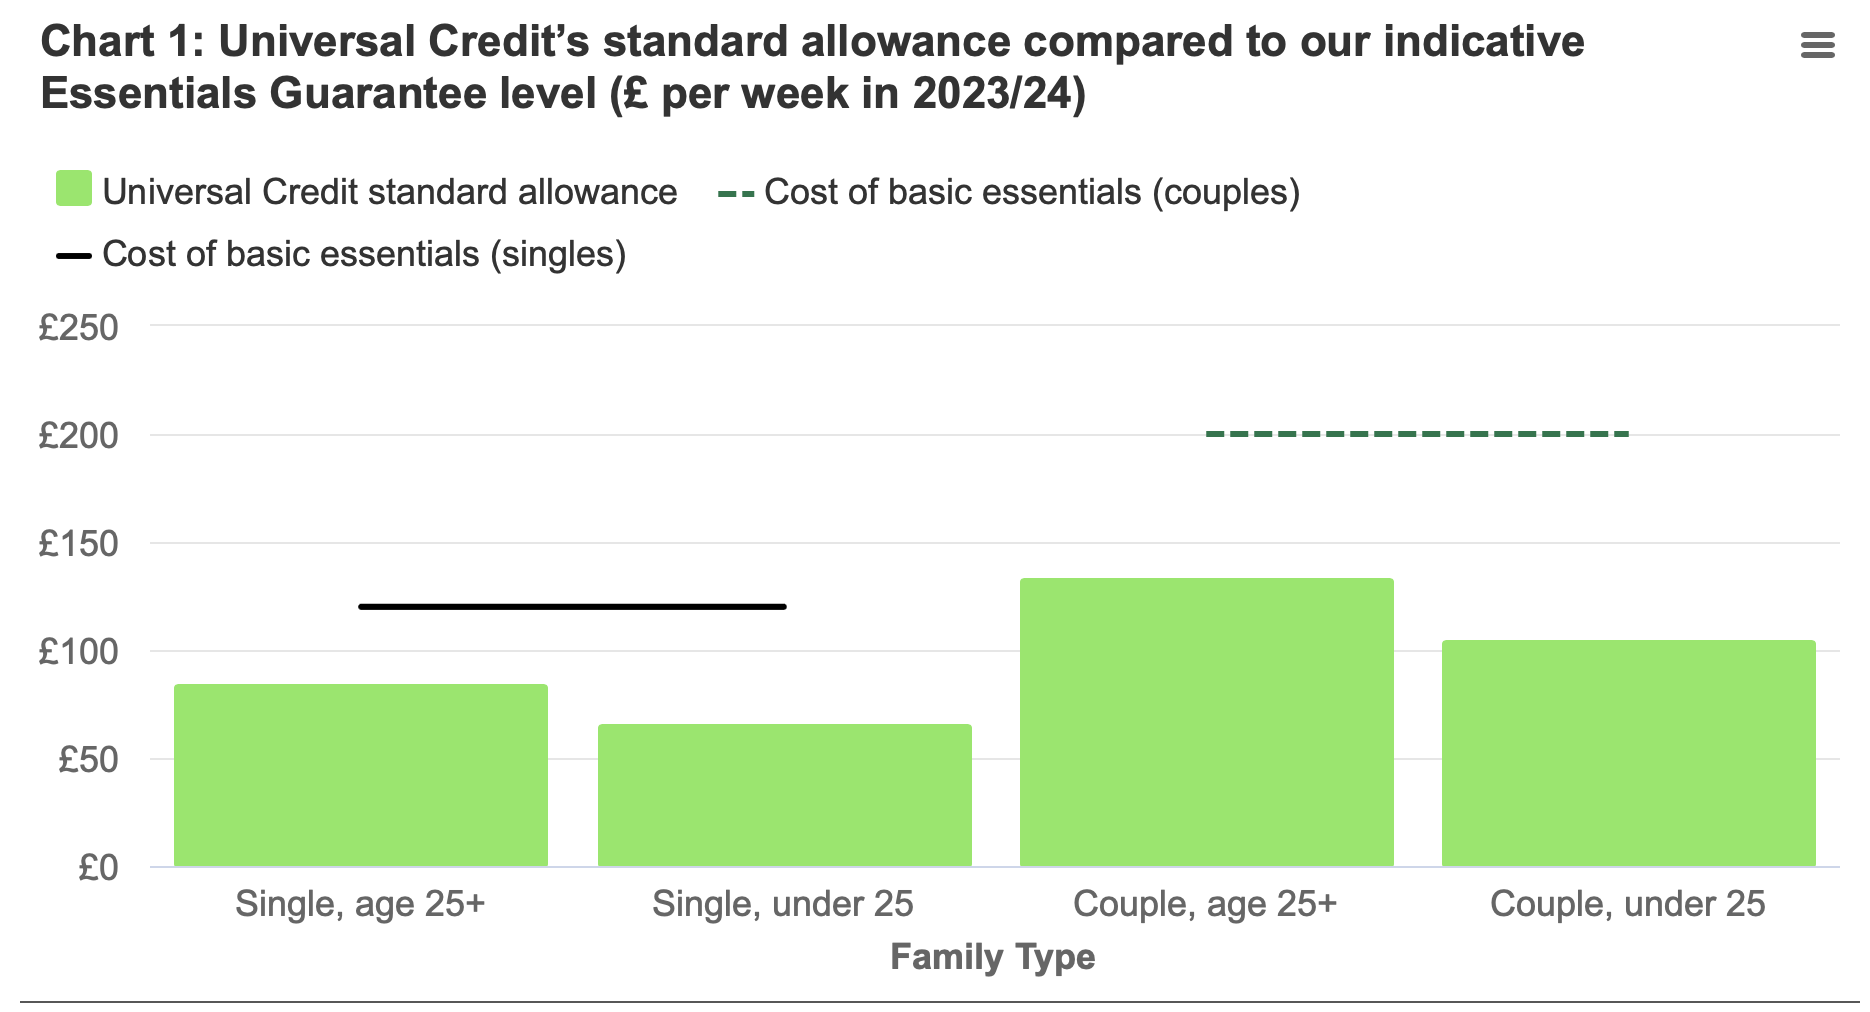 Chart 1: Universal Credit’s standard allowance compared to our indicative
Essentials Guarantee level (£ per week in 2023/24)
Universal Credit standard allowance
Cost of basic essentials (couples)
Cost of basic essentials (singles)
£250
£200
£150
£100
£50
£0
Single, age 25+
Single, under 25
Couple, age 25+
Couple, under 25
Family Type